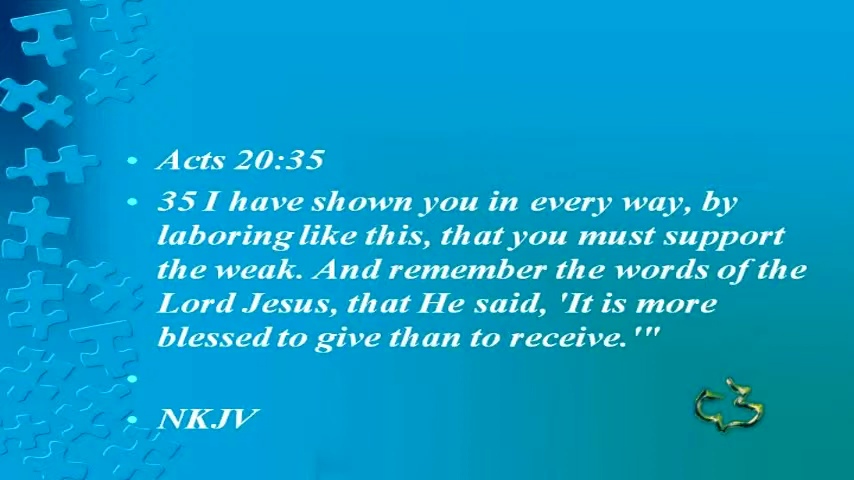 Acts 20:35
35 I have shown you in every way, by
laboring like this, that you must support
the weak. And remember the words of the
Lord Jesus, that He said, 'It is more
blessed to give than to receive.'"
NKJV